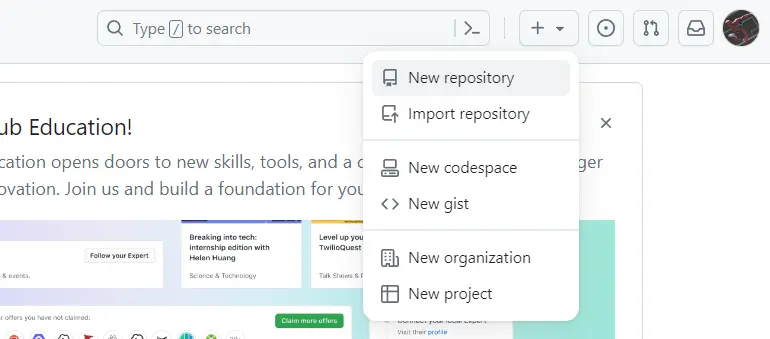 Type / to search
New repository
Import repository
New codespace
New gist
New organization
New project
ub Education!
cation opens doors to new skills, tools, and a c
ger
ovation. Join us and build a foundation for you
Follow your Expert
& events.
Breaking into tech:
internship edition with
Helen Huang
Science & Technology
Level up you
TwilioQuest
Talk Shows & P
er offers you have not claimed:
Claim more offers
Connect your local Expert
Visit their profile